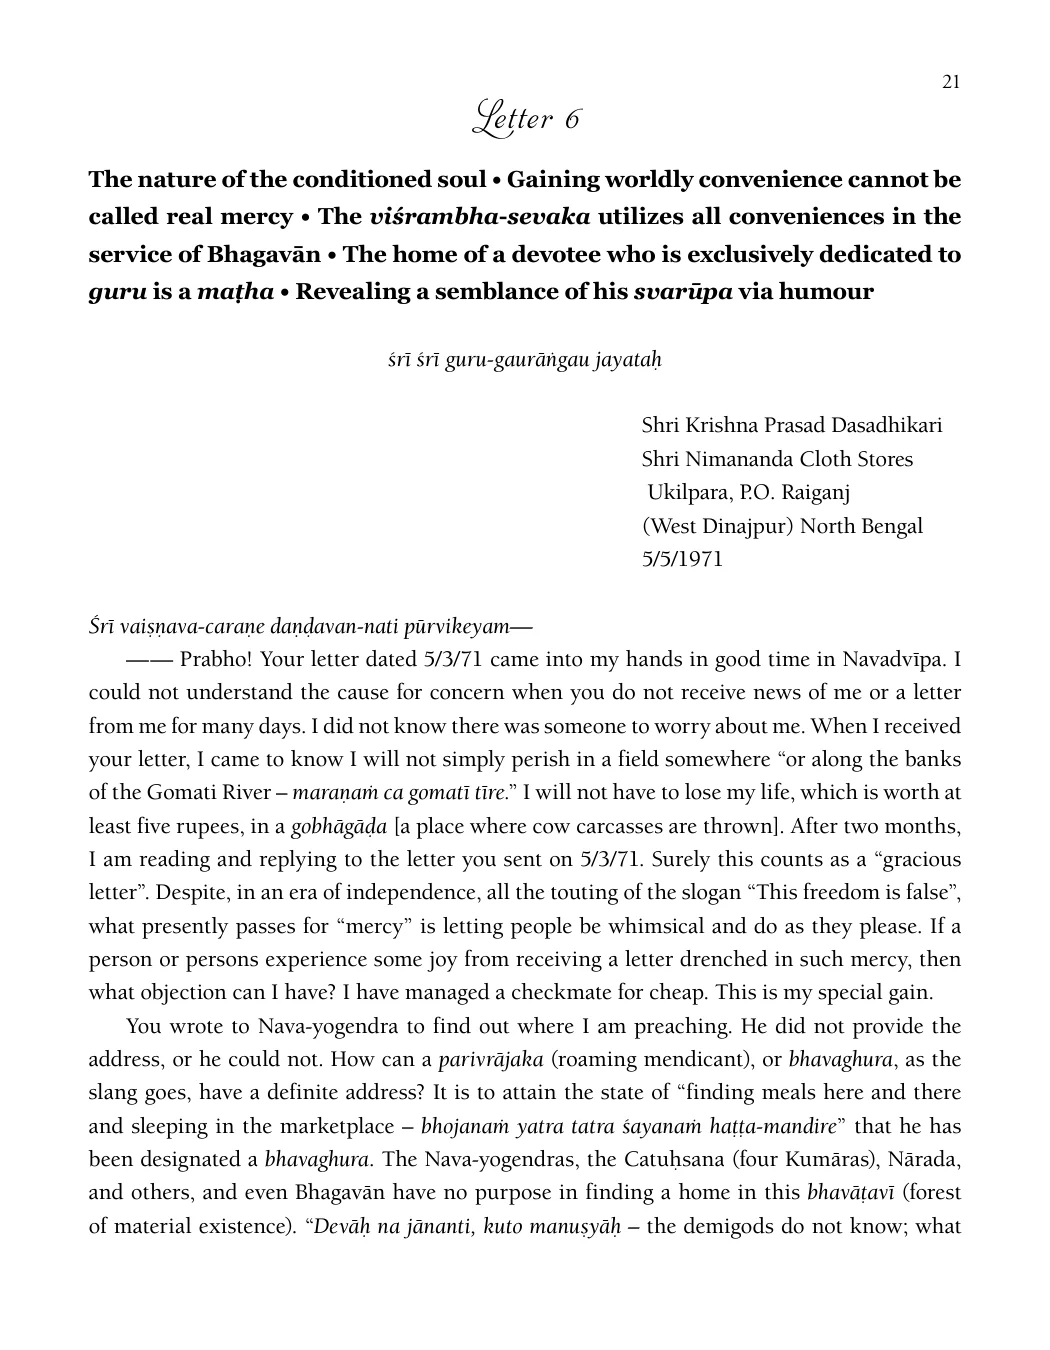 21
Letter 6
The nature of the conditioned soul • Gaining worldly convenience cannot be
called real mercy • The viśrambha-sevaka utilizes all conveniences in the
service of Bhagavān • The home of a devotee who is exclusively dedicated to
guru is a maṭha • Revealing a semblance of his svarūpa via humour
śrī śrī guru-gaurāṅgau jayataḥ
Shri Krishna Prasad Dasadhikari
Shri Nimananda Cloth Stores
Ukilpara, P.O. Raiganj
(West Dinajpur) North Bengal
5/5/1971
Śrī vaiṣṇava-caraṇe daṇḍavan-nati pūrvikeyam—
—— Prabho! Your letter dated 5/3/71 came into my hands in good time in Navadvīpa. I
could not understand the cause for concern when you do not receive news of me or a letter
from me for many days. I did not know there was someone to worry about me. When I received
your letter, I came to know I will not simply perish in a field somewhere “or along the banks
of the Gomati River – maraṇaṁ ca gomatī tīre.” I will not have to lose my life, which is worth at
least five rupees, in a gobhāgāḍa [a place where cow carcasses are thrown]. After two months,
I am reading and replying to the letter you sent on 5/3/71. Surely this counts as a “gracious
letter”. Despite, in an era of independence, all the touting of the slogan “This freedom is false”,
what presently passes for “mercy” is letting people be whimsical and do as they please. If a
person or persons experience some joy from receiving a letter drenched in such mercy, then
what objection can I have? I have managed a checkmate for cheap. This is my special gain.
You wrote to Nava-yogendra to find out where I am preaching. He did not provide the
address, or he could not. How can a parivrājaka (roaming mendicant), or bhavaghura, as the
slang goes, have a definite address? It is to attain the state of “finding meals here and there
and sleeping in the marketplace – bhojanaṁ yatra tatra śayanaṁ haṭṭa-mandire” that he has
been designated a bhavaghura. The Nava-yogendras, the Catuḥsana (four Kumāras), Nārada,
and others, and even Bhagavān have no purpose in finding a home in this bhavāṭavī (forest
of material existence). “Devāḥ na jānanti, kuto manuṣyāḥ – the demigods do not know; what